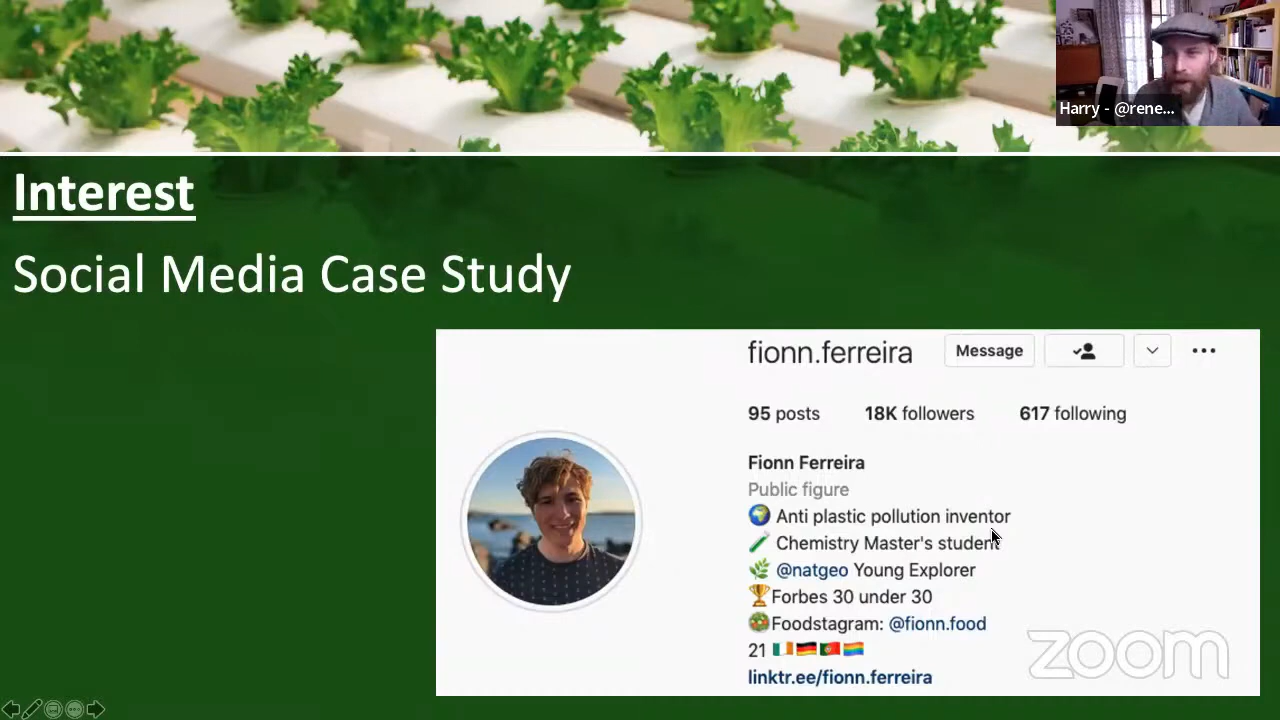 Harry - @rene...
Interest
Social Media Case Study
fionn.ferreira Message
95 posts 18K followers 617 following
Fionn Ferreira
Public figure
🌍 Anti plastic pollution inventor
🧪 Chemistry Master's student
🌿 @natgeo Young Explorer
🏆Forbes 30 under 30
🥗Foodstagram: @fionn.food
21 🇮🇪🇩🇪🇵🇹🏳️‍🌈
linktr.ee/fionn.ferreira
zoom